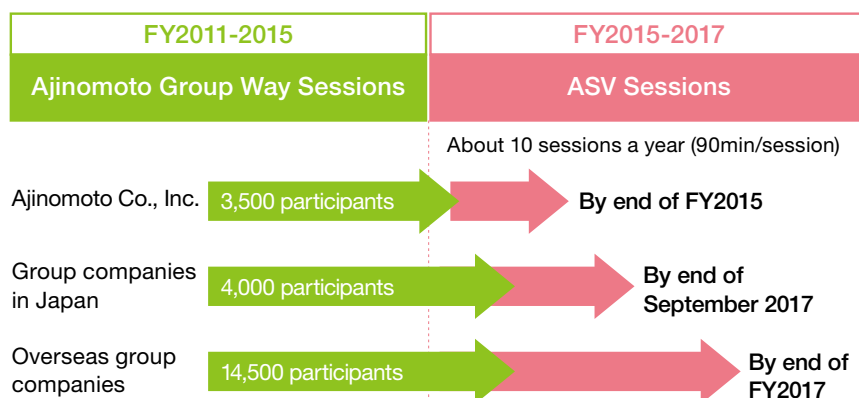 FY2011-2015
FY2015-2017
Ajinomoto Group Way Sessions
ASV Sessions
About 10 sessions a year (90min/session)
Ajinomoto Co., Inc.
3,500 participants
By end of FY2015
Group companies
in Japan
4,000 participants
By end of
September 2017
Overseas group
companies
14,500 participants
By end of
FY2017